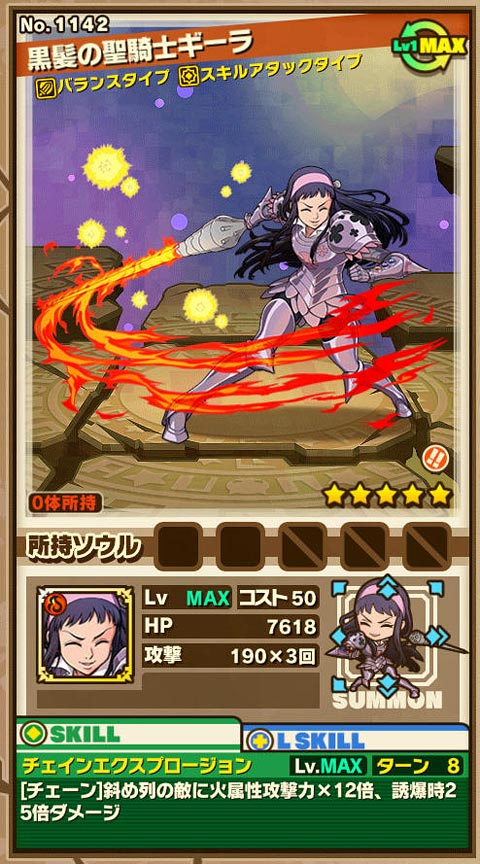 No.1142
黒髪の聖騎士ギーラ
Lv1 MAX
バランスタイプ スキルアタックタイプ
!!
0体所持
所持ソウル
Lv MAX コスト50
HP 7618
攻撃 190×3回
SUMMON
SKILL
L SKILL
チェインエクスプロージョン Lv.MAX ターン 8
[チェーン]斜め列の敵に火属性攻撃力×12倍、誘爆時2
5倍ダメージ